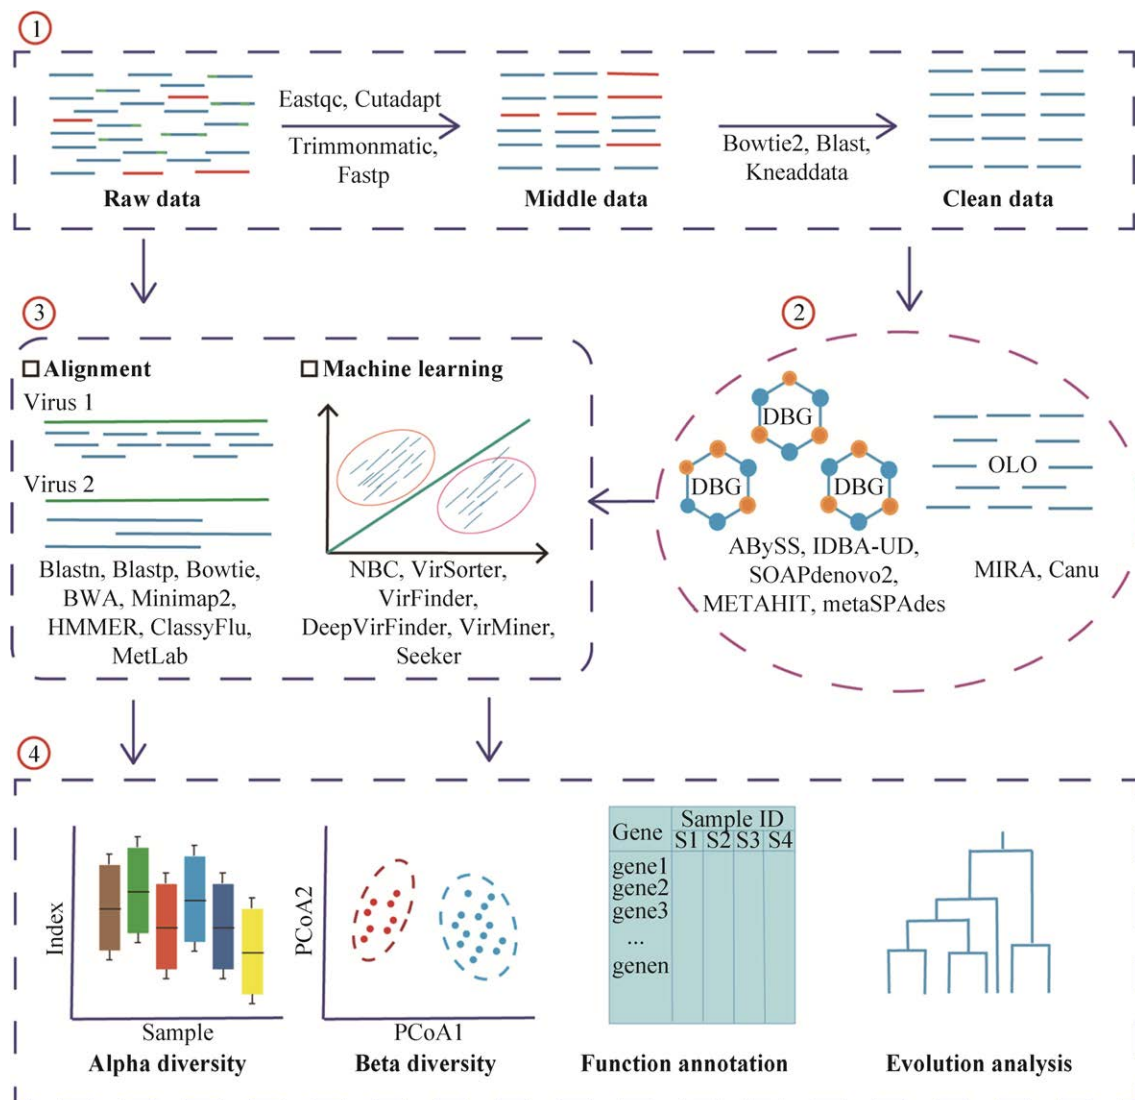 1
Eastqc, Cutadapt
Trimmonmatic,
Fastp
Bowtie2, Blast,
Kneaddata
Raw data
Middle data
Clean data
3
Alignment
Virus 1
Virus 2
Blastn, Blastp, Bowtie,
BWA, Minimap2,
HMMER, ClassyFlu,
MetLab
Machine learning
NBC, VirSorter,
VirFinder,
DeepVirFinder, VirMiner,
Seeker
2
DBG
DBG
DBG
OLO
ABySS, IDBA-UD,
SOAPdenovo2,
METAHIT, metaSPAdes
MIRA, Canu
4
Index
Sample
Alpha diversity
PCoA2
PCoA1
Beta diversity
Gene
Sample ID
S1 S2 S3 S4
gene1
gene2
gene3
...
genen
Function annotation
Evolution analysis